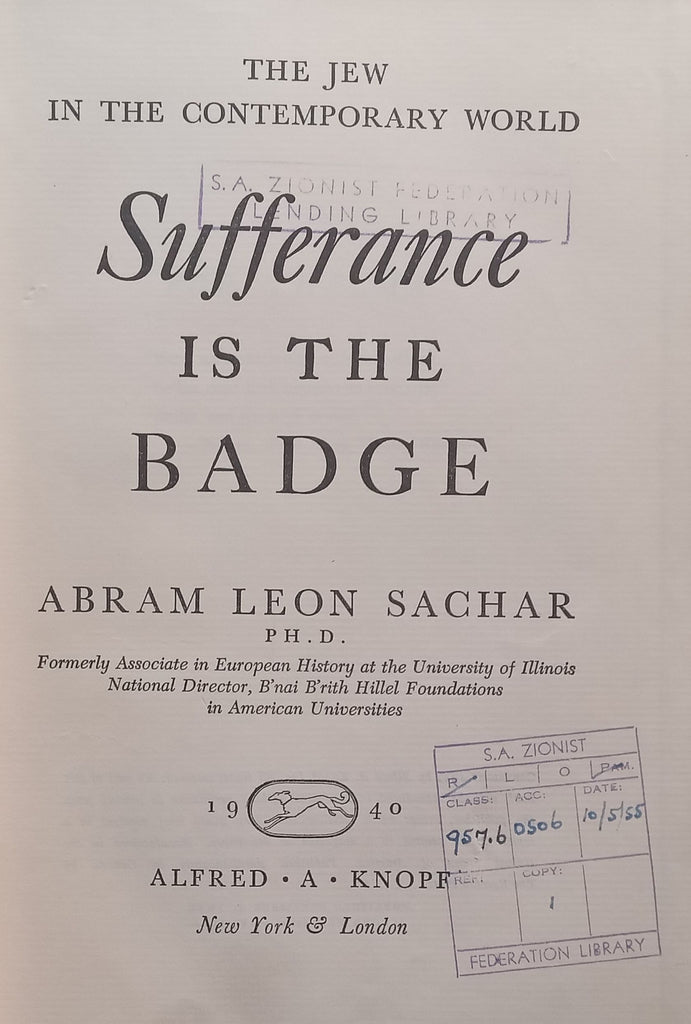 THE JEW
IN THE CONTEMPORARY WORLD
S.A. ZIONIST FEDERATION
LENDING LIBRARY
Sufferance
IS THE
BADGE
ABRAM LEON SACHAR
PH.D.
Formerly Associate in European History at the University of Illinois
National Director, B'nai B'rith Hillel Foundations
in American Universities
19 40
ALFRED · A · KNOPF
New York & London
S.A. ZIONIST
R L O PAM.
CLASS: ACC: DATE:
957.6 0506 10/5/55
REF: COPY:
1
FEDERATION LIBRARY